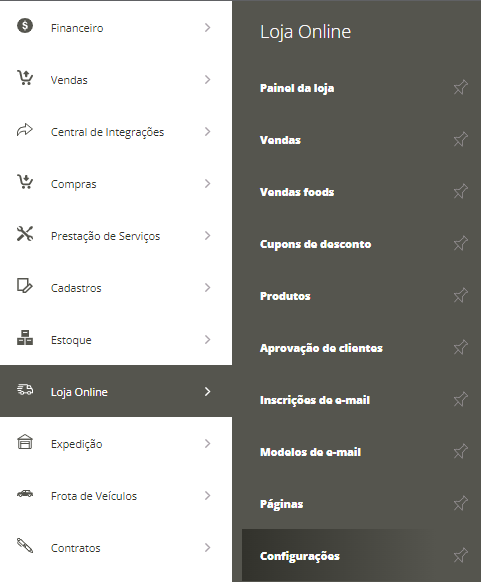 Financeiro
Vendas
Central de Integrações
Compras
Prestação de Serviços
Cadastros
Estoque
Loja Online
Expedição
Frota de Veículos
Contratos
Loja Online
Painel da loja
Vendas
Vendas foods
Cupons de desconto
Produtos
Aprovação de clientes
Inscrições de e-mail
Modelos de e-mail
Páginas
Configurações